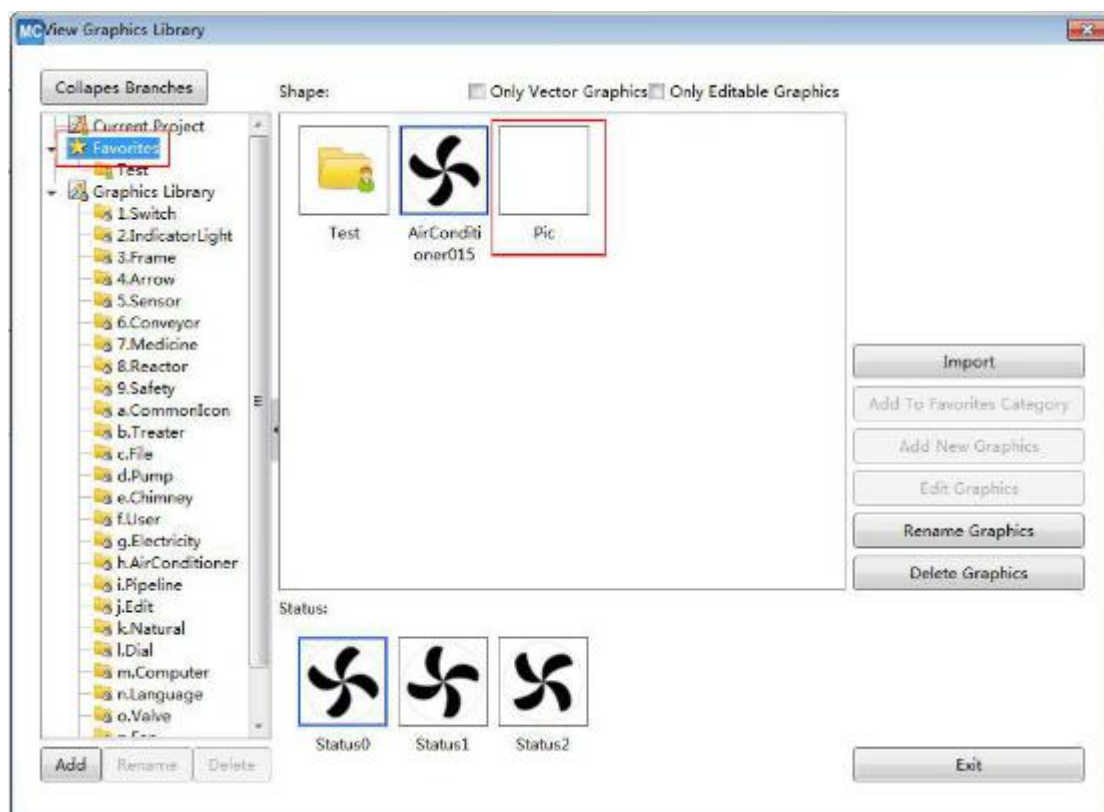 MC View Graphics Library
Collapes Branches
Shape:
Only Vector Graphics
Only Editable Graphics
Current Project
Favorites
Test
Graphics Library
1.Switch
2.IndicatorLight
3.Frame
4.Arrow
5.Sensor
6.Conveyor
7.Medicine
8.Reactor
9.Safety
a.CommonIcon
b.Treater
c.File
d.Pump
e.Chimney
f.User
g.Electricity
h.AirConditioner
i.Pipeline
j.Edit
k.Natural
l.Dial
m.Computer
n.Language
o.Valve
Add
Rename
Delete
Test
AirConditi
oner015
Pic
Status:
Status0
Status1
Status2
Import
Add To Favorites Category
Add New Graphics
Edit Graphics
Rename Graphics
Delete Graphics
Exit